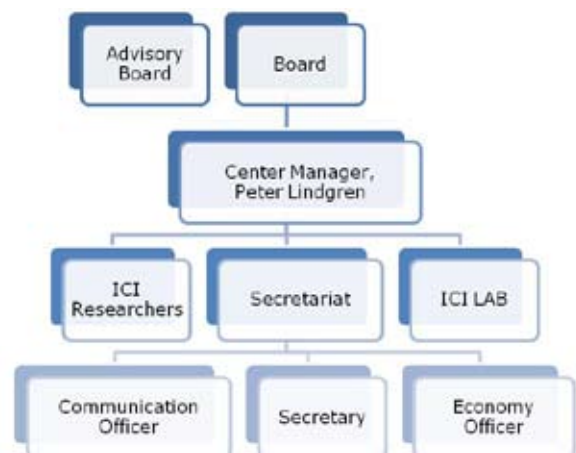 Advisory
Board
Board
Center Manager,
Peter Lindgren
ICI
Researchers
Secretariat
ICI LAB
Communication
Officer
Secretary
Economy
Officer